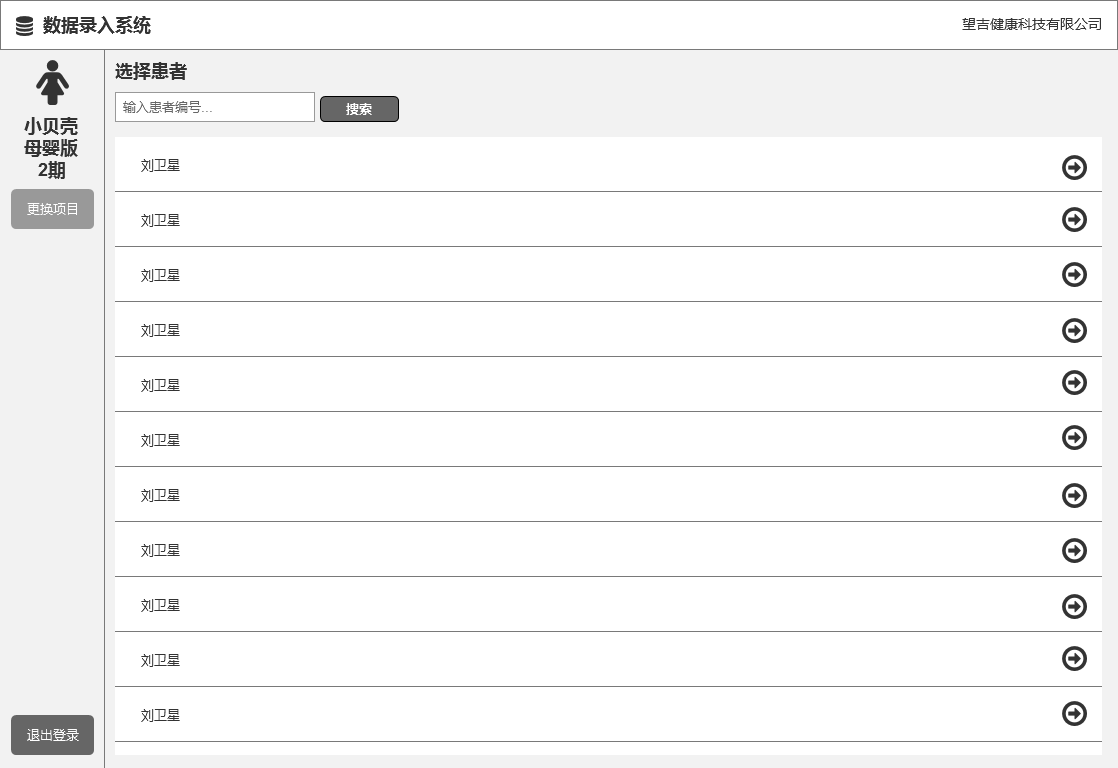 数据录入系统
望吉健康科技有限公司
小贝壳
母婴版
2期
更换项目
退出登录
选择患者
输入患者编号...
搜索
刘卫星
刘卫星
刘卫星
刘卫星
刘卫星
刘卫星
刘卫星
刘卫星
刘卫星
刘卫星
刘卫星